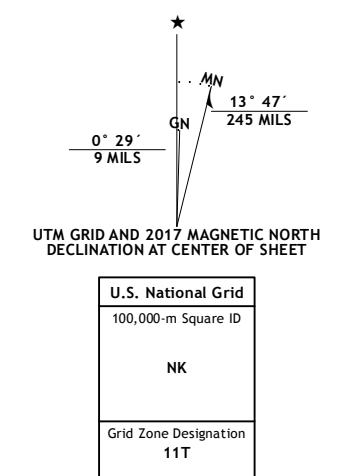 ★
MN
13° 47´
245 MILS
GN
0° 29´
9 MILS
UTM GRID AND 2017 MAGNETIC NORTH
DECLINATION AT CENTER OF SHEET
U.S. National Grid
100,000-m Square ID
NK
Grid Zone Designation
11T